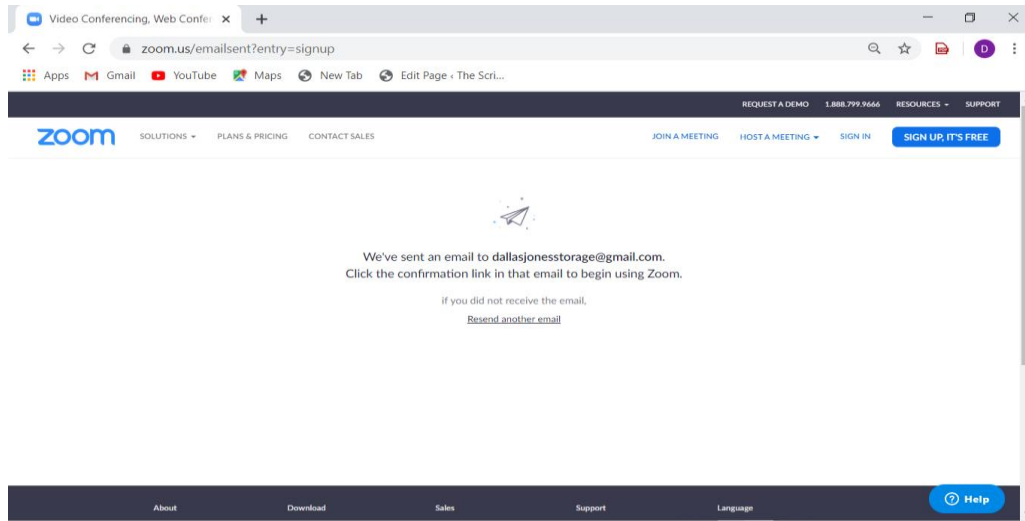 Video Conferencing, Web Confer
zoom.us/emailsent?entry=signup
Apps Gmail YouTube Maps New Tab Edit Page ‹ The Scri...
REQUEST A DEMO 1.888.799.9666 RESOURCES SUPPORT
zoom SOLUTIONS PLANS & PRICING CONTACT SALES JOIN A MEETING HOST A MEETING SIGN IN SIGN UP, IT'S FREE
We've sent an email to dallasjonesstorage@gmail.com.
Click the confirmation link in that email to begin using Zoom.
if you did not receive the email,
Resend another email
About Download Sales Support Language
Help
D